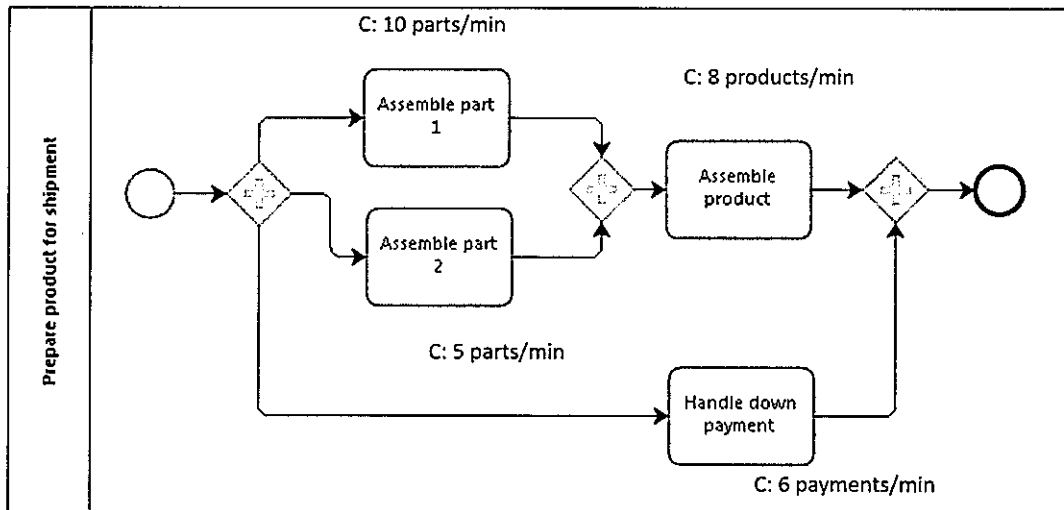 Prepare product for shipment
C: 10 parts/min
Assemble part
1
C: 8 products/min
Assemble
product
Assemble part
2
C: 5 parts/min
Handle down
payment
C: 6 payments/min